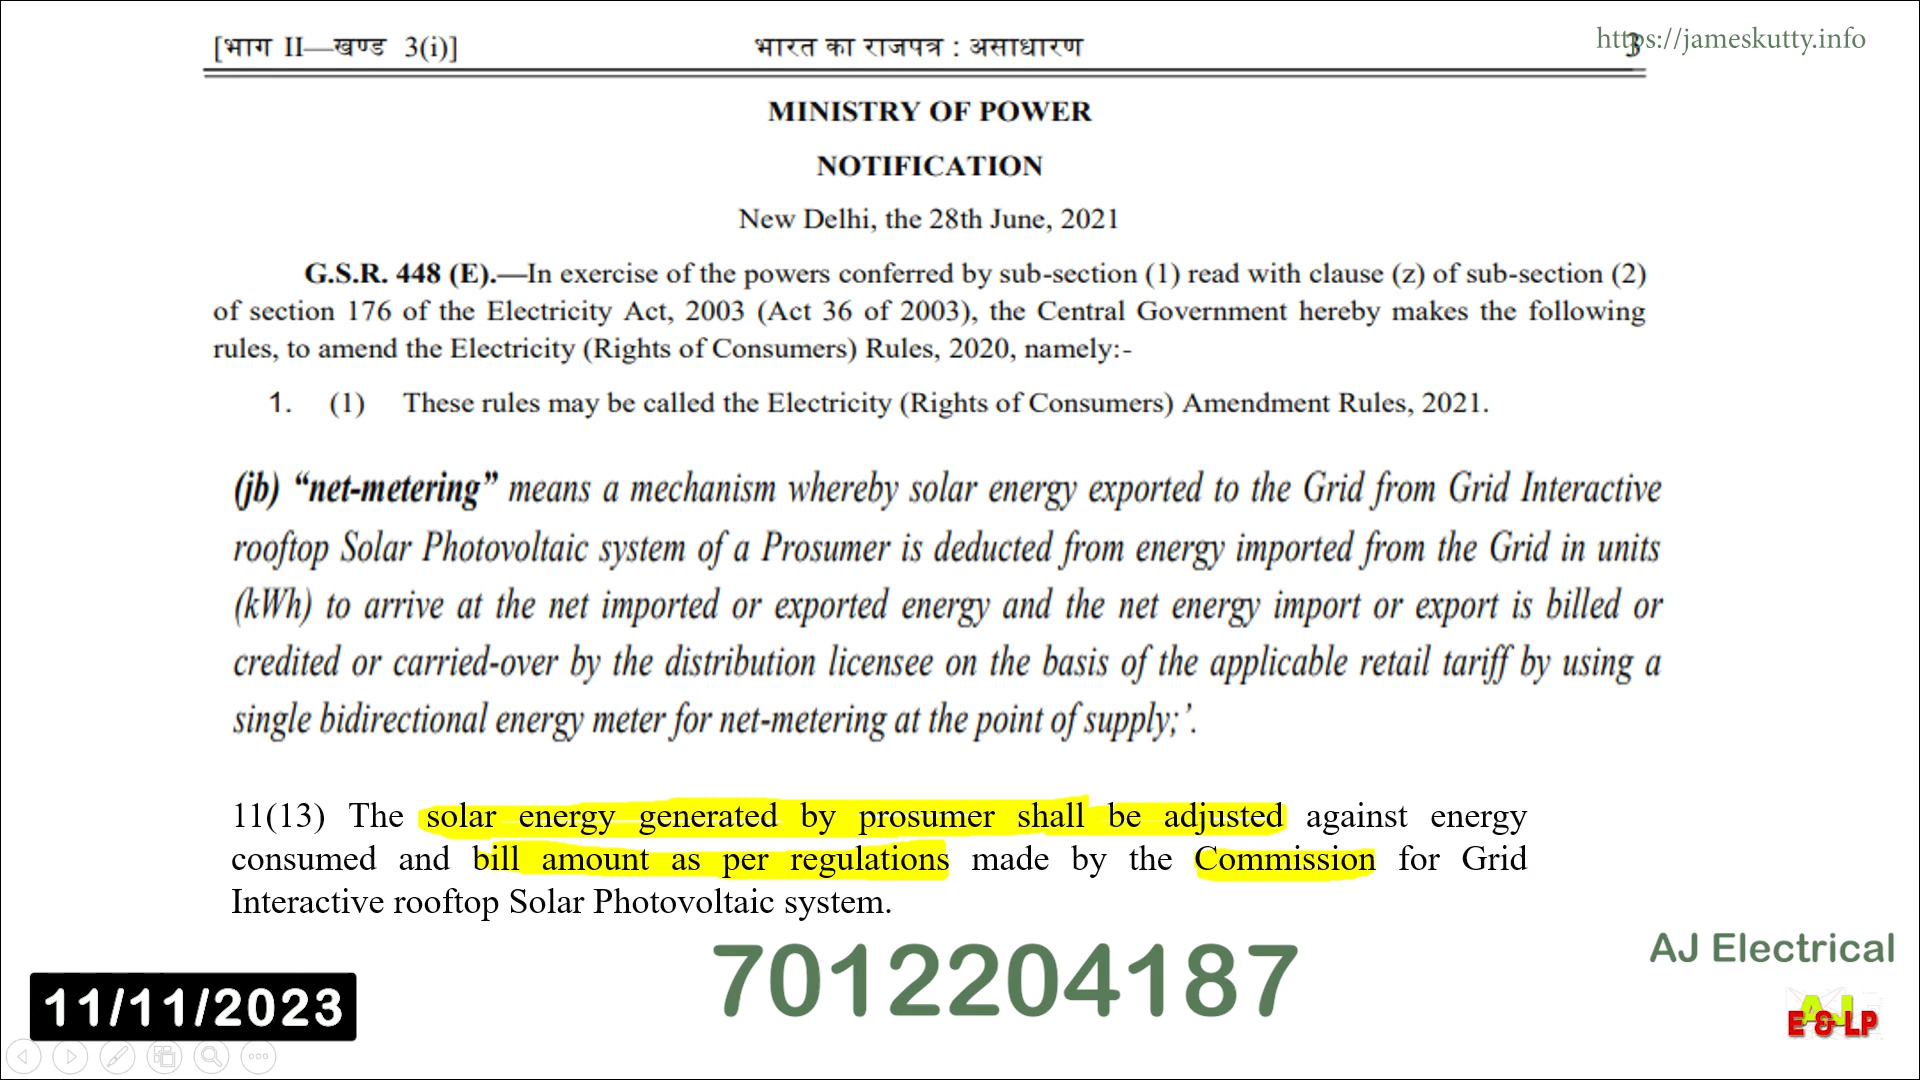 [भाग II—खण्ड 3(i)] भारत का राजपत्र : असाधारण 3
https://jameskutty.info
MINISTRY OF POWER
NOTIFICATION
New Delhi, the 28th June, 2021
G.S.R. 448 (E).—In exercise of the powers conferred by sub-section (1) read with clause (z) of sub-section (2)
of section 176 of the Electricity Act, 2003 (Act 36 of 2003), the Central Government hereby makes the following
rules, to amend the Electricity (Rights of Consumers) Rules, 2020, namely:-
1. (1) These rules may be called the Electricity (Rights of Consumers) Amendment Rules, 2021.
(jb) “net-metering” means a mechanism whereby solar energy exported to the Grid from Grid Interactive
rooftop Solar Photovoltaic system of a Prosumer is deducted from energy imported from the Grid in units
(kWh) to arrive at the net imported or exported energy and the net energy import or export is billed or
credited or carried-over by the distribution licensee on the basis of the applicable retail tariff by using a
single bidirectional energy meter for net-metering at the point of supply;’.
11(13) The solar energy generated by prosumer shall be adjusted against energy
consumed and bill amount as per regulations made by the Commission for Grid
Interactive rooftop Solar Photovoltaic system.
7012204187
AJ Electrical
11/11/2023
AJ
E & LP